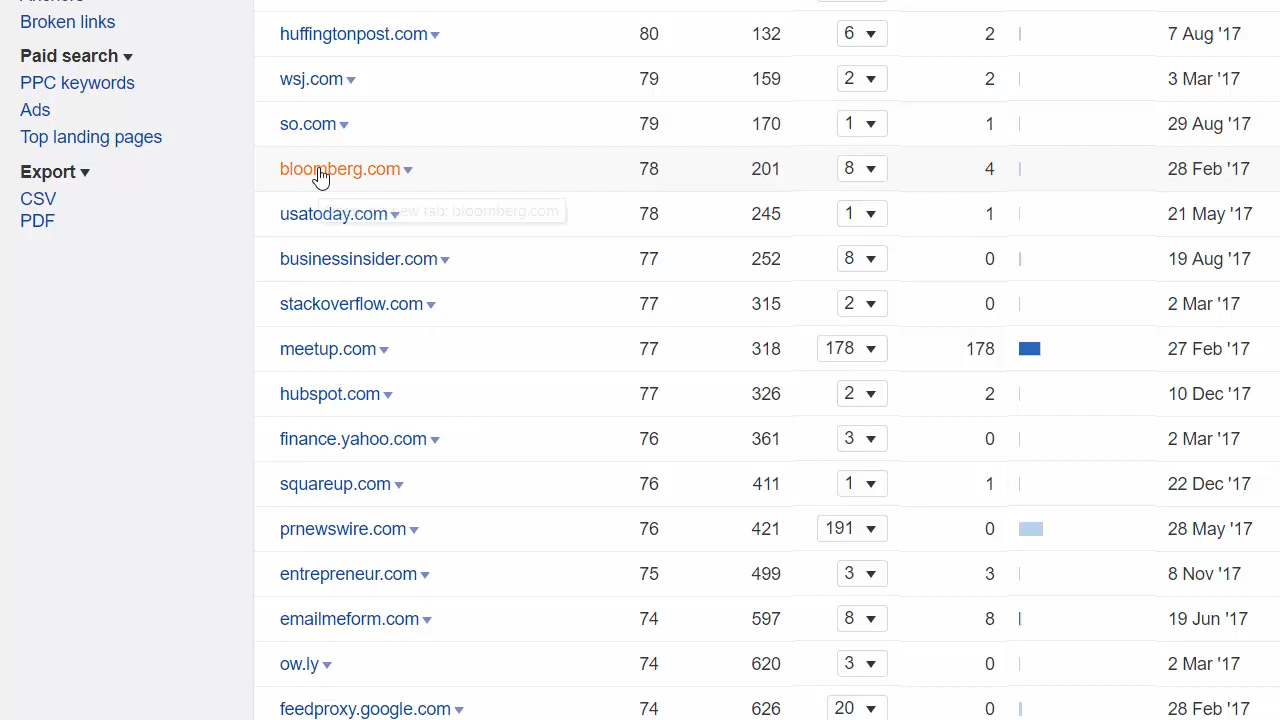 Broken links
Paid search
PPC keywords
Ads
Top landing pages
Export
CSV
PDF
huffingtonpost.com 80 132 6 2 7 Aug '17
wsj.com 79 159 2 2 3 Mar '17
so.com 79 170 1 1 29 Aug '17
bloomberg.com 78 201 8 4 28 Feb '17
usatoday.com 78 245 1 1 21 May '17
new tab: bloomberg.com
businessinsider.com 77 252 8 0 19 Aug '17
stackoverflow.com 77 315 2 0 2 Mar '17
meetup.com 77 318 178 178 27 Feb '17
hubspot.com 77 326 2 2 10 Dec '17
finance.yahoo.com 76 361 3 0 2 Mar '17
squareup.com 76 411 1 1 22 Dec '17
prnewswire.com 76 421 191 0 28 May '17
entrepreneur.com 75 499 3 3 8 Nov '17
emailmeform.com 74 597 8 8 19 Jun '17
ow.ly 74 620 3 0 2 Mar '17
feedproxy.google.com 74 626 20 0 28 Feb '17